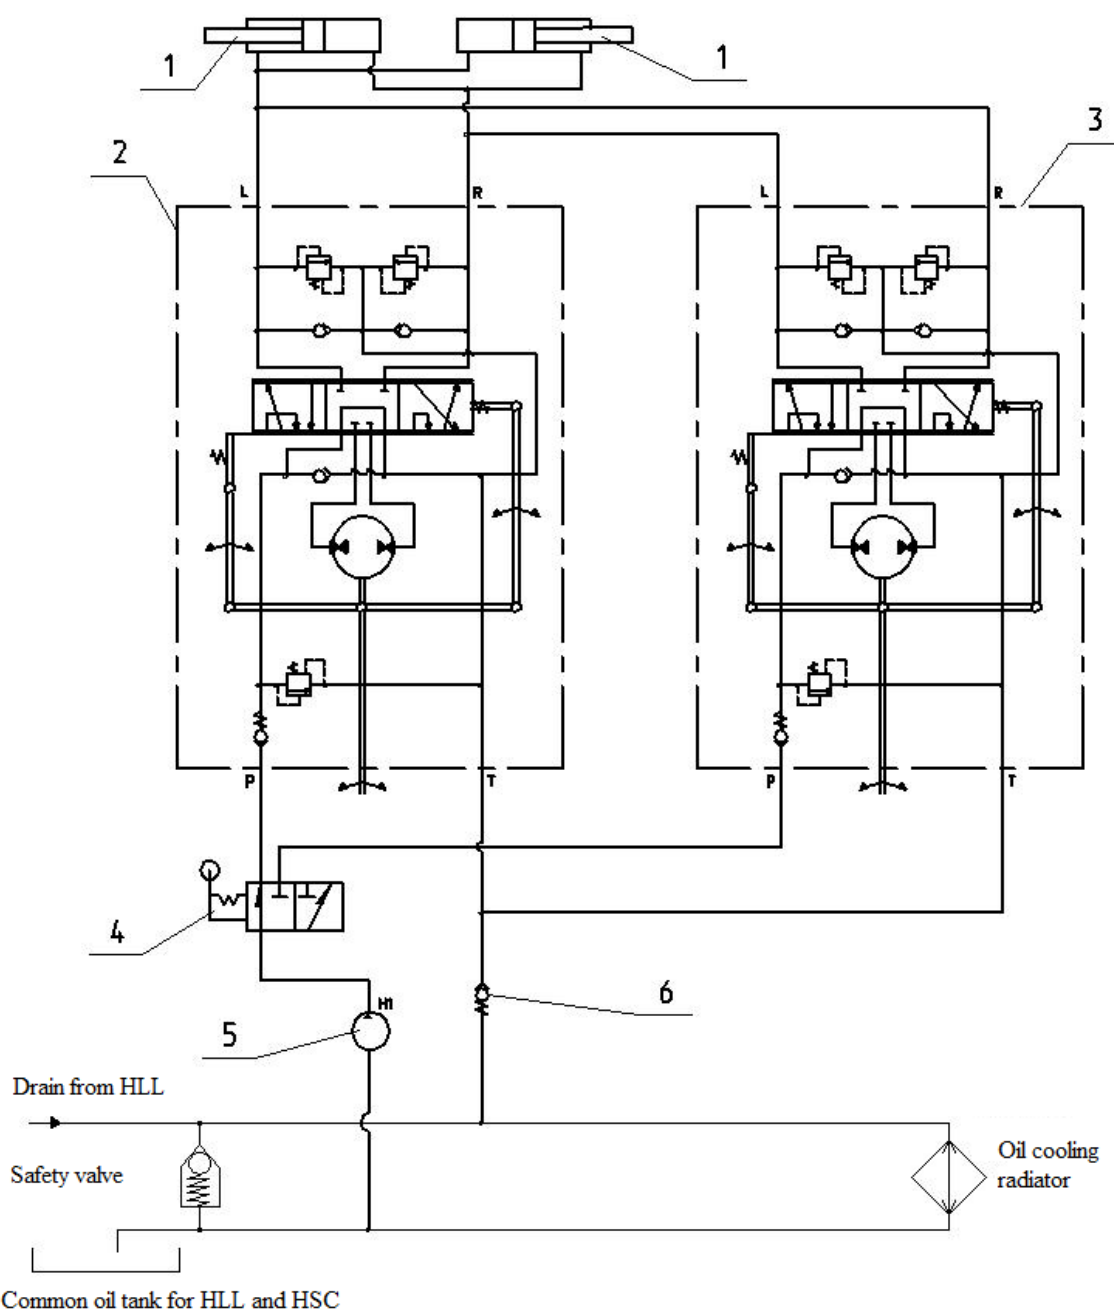 1
1
2
3
L
R
L
R
P
T
P
T
4
H1
5
6
Drain from HLL
Safety valve
Oil cooling
radiator
Common oil tank for HLL and HSC